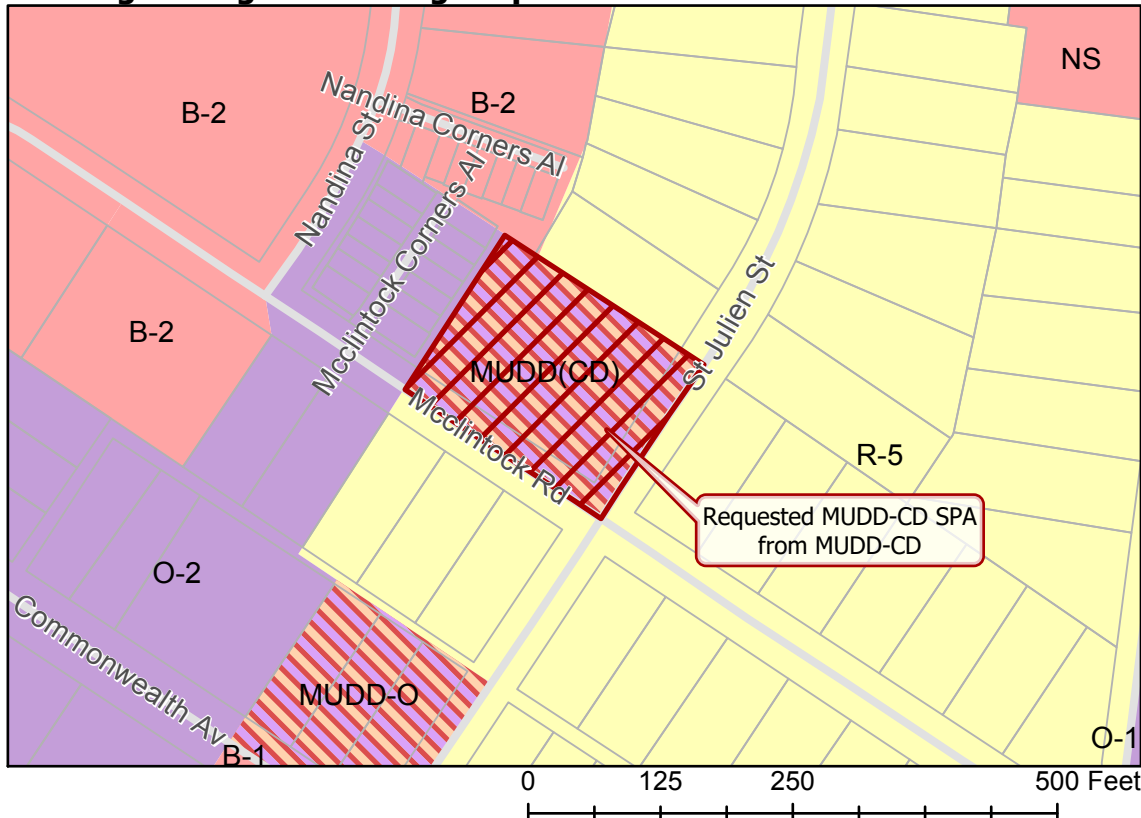 NS
B-2
B-2
Nandina Corners Al
Nandina St
Mcclintock Corners Al
B-2
St Julien St
MUDD(CD)
Mcclintock Rd
R-5
Requested MUDD-CD SPA
from MUDD-CD
O-2
Commonwealth Av
MUDD-O
B-1
O-1
0 125 250 500 Feet